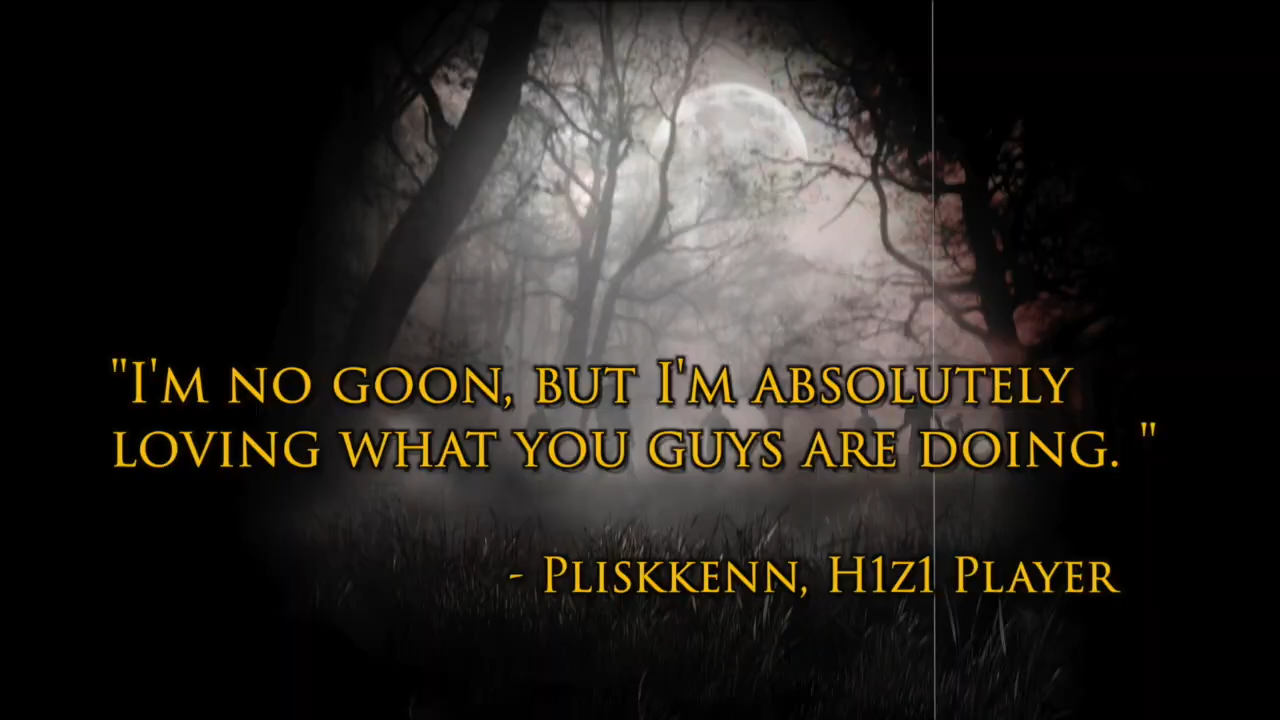 "I'm no goon, but I'm absolutely
loving what you guys are doing. "
- Pliskkenn, H1z1 Player